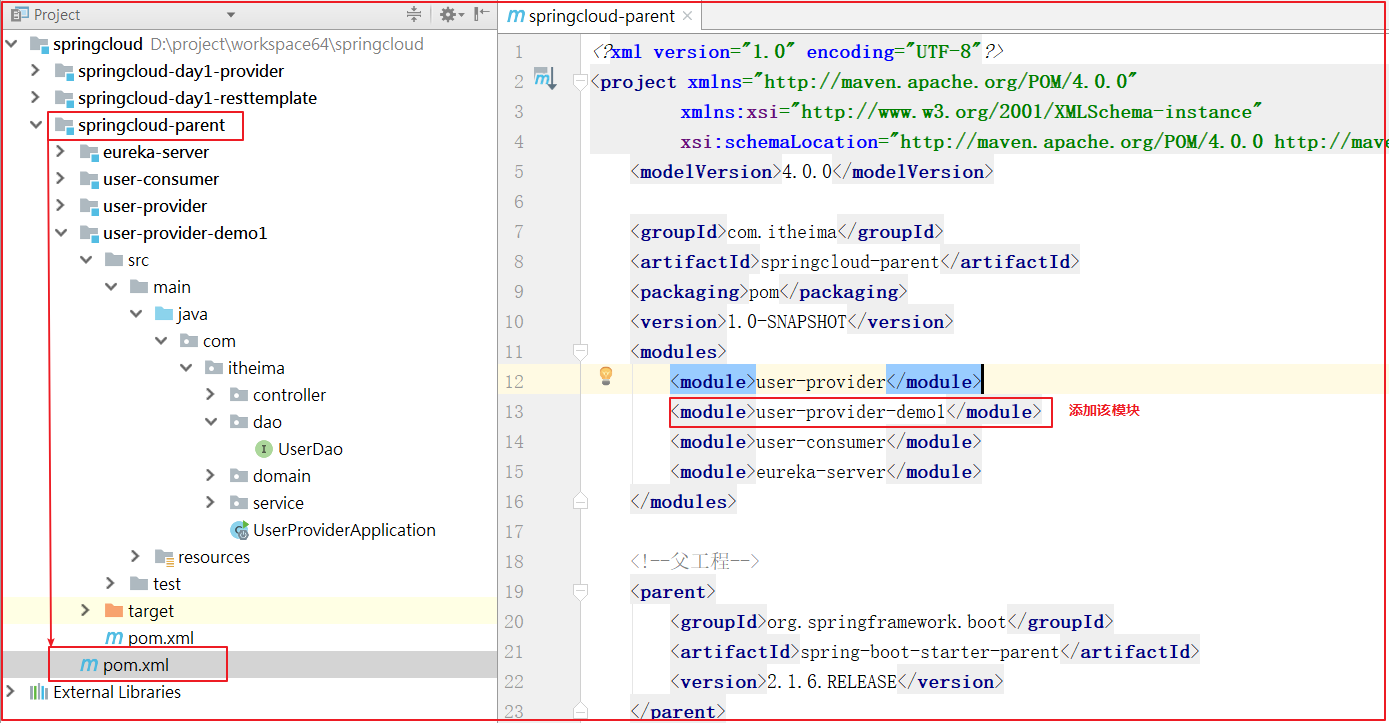 Project
springcloud D:\project\workspace64\springcloud
springcloud-day1-provider
springcloud-day1-resttemplate
springcloud-parent
eureka-server
user-consumer
user-provider
user-provider-demo1
src
main
java
com
itheima
controller
dao
I UserDao
domain
service
UserProviderApplication
resources
test
target
pom.xml
pom.xml
External Libraries
springcloud-parent
1 <?xml version="1.0" encoding="UTF-8"?>
2 <project xmlns="http://maven.apache.org/POM/4.0.0"
3 xmlns:xsi="http://www.w3.org/2001/XMLSchema-instance"
4 xsi:schemaLocation="http://maven.apache.org/POM/4.0.0 http://mave
5 <modelVersion>4.0.0</modelVersion>
6
7 <groupId>com.itheima</groupId>
8 <artifactId>springcloud-parent</artifactId>
9 <packaging>pom</packaging>
10 <version>1.0-SNAPSHOT</version>
11 <modules>
12 <module>user-provider</module>
13 <module>user-provider-demo1</module> 添加该模块
14 <module>user-consumer</module>
15 <module>eureka-server</module>
16 </modules>
17
18 <!--父工程-->
19 <parent>
20 <groupId>org.springframework.boot</groupId>
21 <artifactId>spring-boot-starter-parent</artifactId>
22 <version>2.1.6.RELEASE</version>
23 </parent>